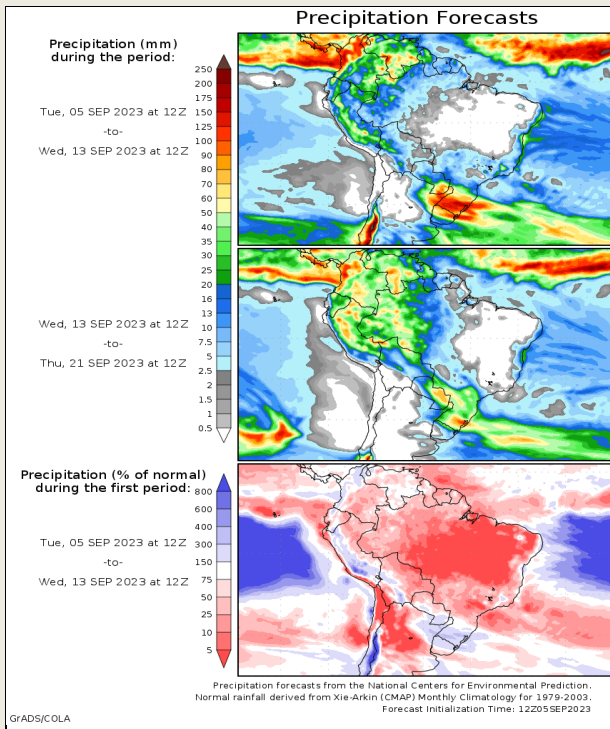 Precipitation Forecasts
Precipitation (mm)
during the period:
Tue, 05 SEP 2023 at 12Z
-to-
Wed, 13 SEP 2023 at 12Z
250
200
175
150
125
100
90
80
70
60
50
40
35
30
25
20
16
13
10
7.5
5
2.5
2
1.5
1
0.5
Wed, 13 SEP 2023 at 12Z
-to-
Thu, 21 SEP 2023 at 12Z
Precipitation (% of normal)
during the first period:
Tue, 05 SEP 2023 at 12Z
-to-
Wed, 13 SEP 2023 at 12Z
800
600
400
300
150
75
50
25
10
5
Precipitation forecasts from the National Centers for Environmental Prediction.
Normal rainfall derived from Xie-Arkin (CMAP) Monthly Climatology for 1979-2003.
Forecast Initialization Time: 12Z05SEP2023
GrADS/COLA